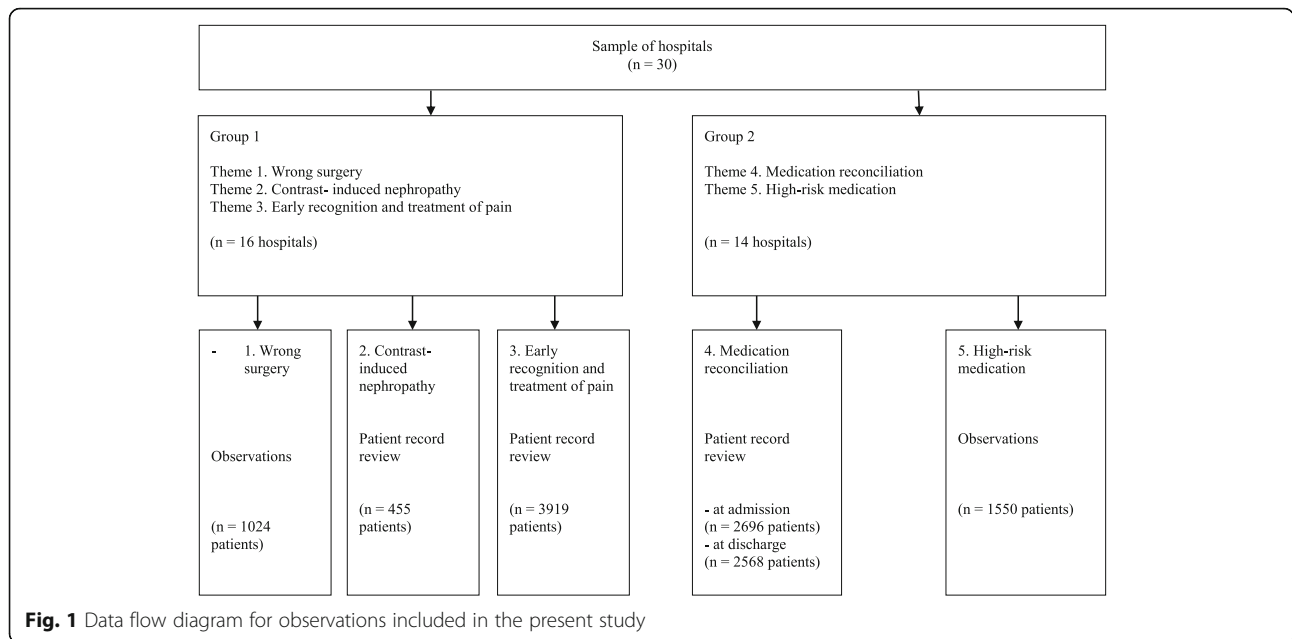 Sample of hospitals
(n = 30)
Group 1
Theme 1. Wrong surgery
Theme 2. Contrast- induced nephropathy
Theme 3. Early recognition and treatment of pain
(n = 16 hospitals)
Group 2
Theme 4. Medication reconciliation
Theme 5. High-risk medication
(n = 14 hospitals)
- 1. Wrong
surgery
Observations
(n = 1024
patients)
2. Contrast-
induced
nephropathy
Patient record
review
(n = 455
patients)
3. Early
recognition and
treatment of pain
Patient record
review
(n = 3919
patients)
4. Medication
reconciliation
Patient record
review
- at admission
(n = 2696 patients)
- at discharge
(n = 2568 patients)
5. High-risk
medication
Observations
(n = 1550 patients)
Fig. 1 Data flow diagram for observations included in the present study